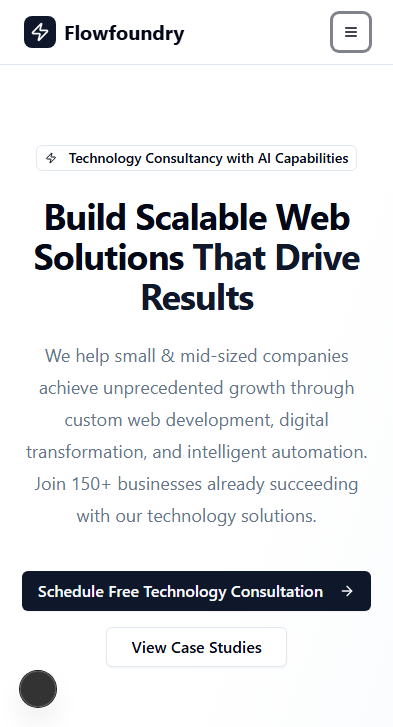 Flowfoundry
Technology Consultancy with AI Capabilities
Build Scalable Web
Solutions That Drive
Results
We help small & mid-sized companies
achieve unprecedented growth through
custom web development, digital
transformation, and intelligent automation.
Join 150+ businesses already succeeding
with our technology solutions.
Schedule Free Technology Consultation
View Case Studies